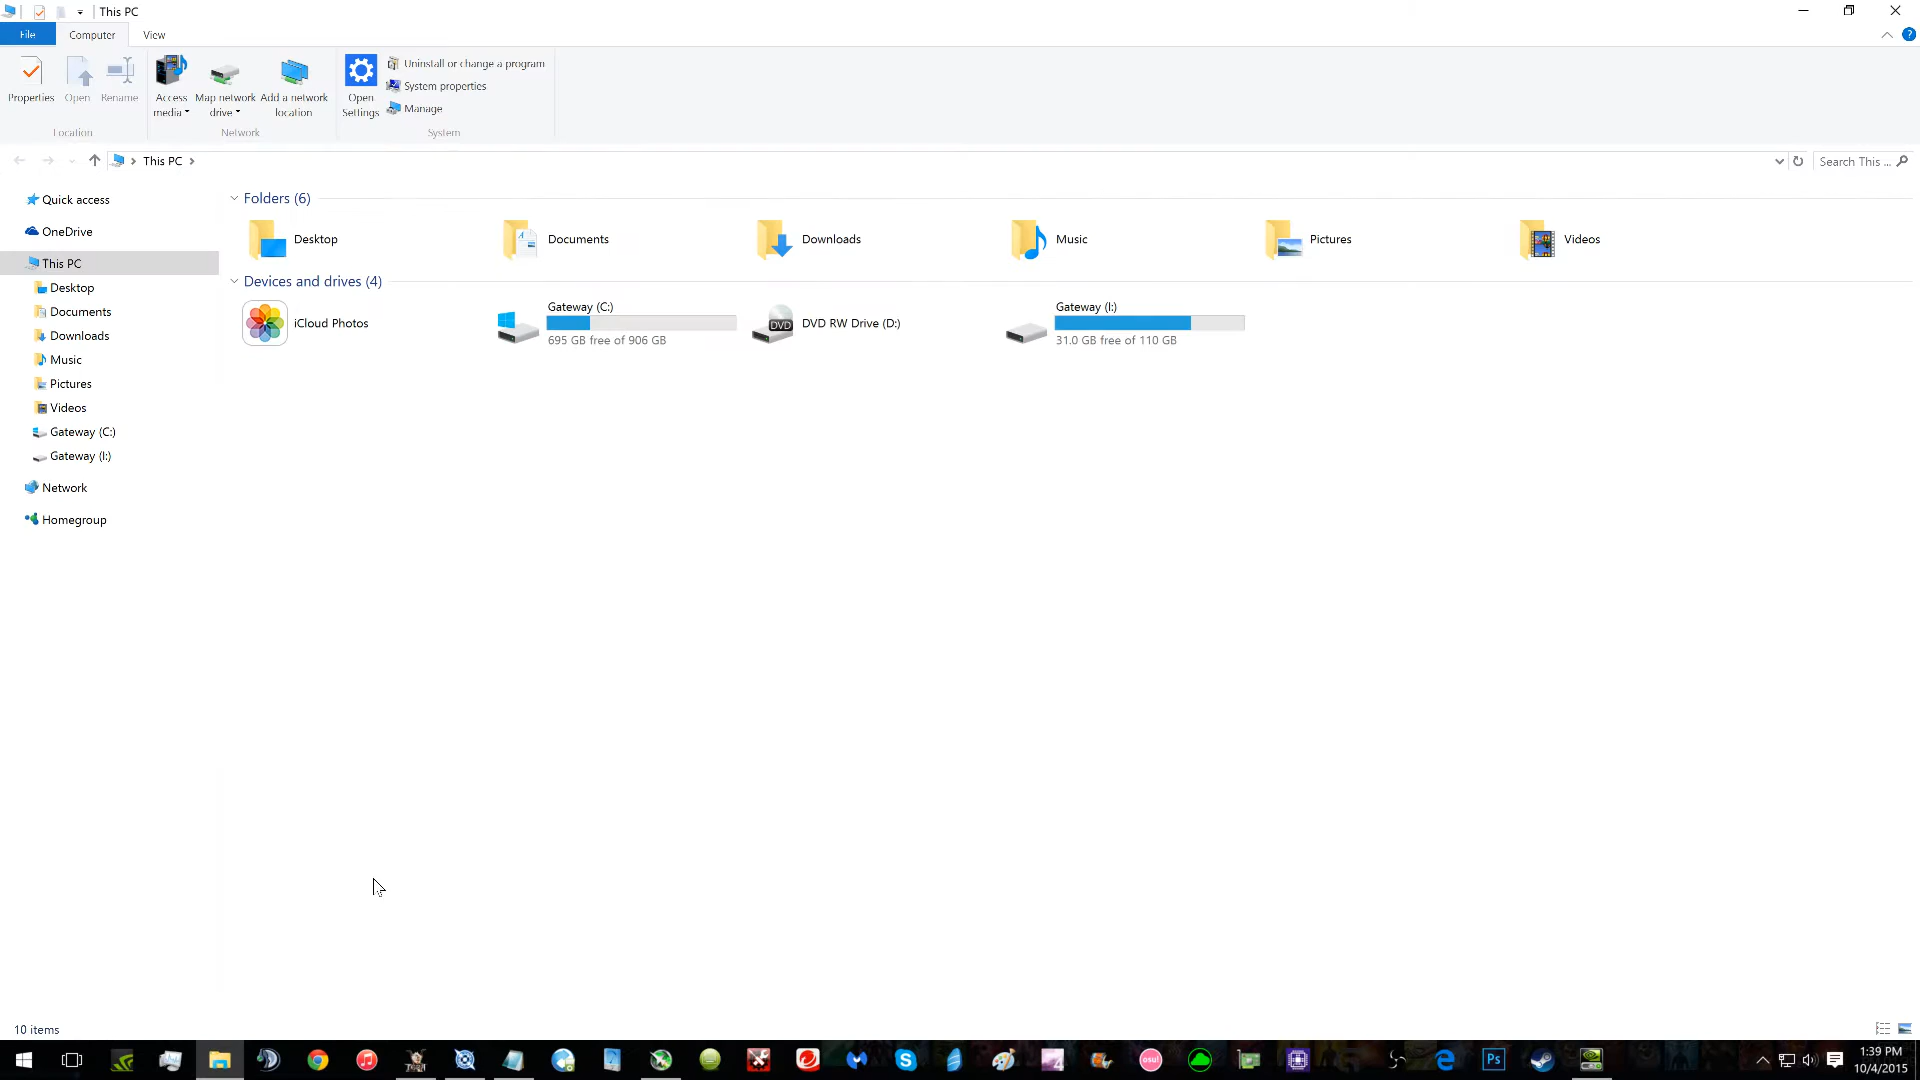 This PC
File Computer View
Properties Open Rename Access media Map network drive Add a network location Open Settings Uninstall or change a program
System properties
Manage
Location Network System
This PC Search This ...
Quick access
OneDrive
This PC
Desktop
Documents
Downloads
Music
Pictures
Videos
Gateway (C:)
Gateway (I:)
Network
Homegroup
Folders (6)
Desktop Documents Downloads Music Pictures Videos
Devices and drives (4)
iCloud Photos
Gateway (C:)
695 GB free of 906 GB
DVD
DVD RW Drive (D:)
Gateway (I:)
31.0 GB free of 110 GB
10 items
osu!
Ps
1:39 PM
10/4/2015